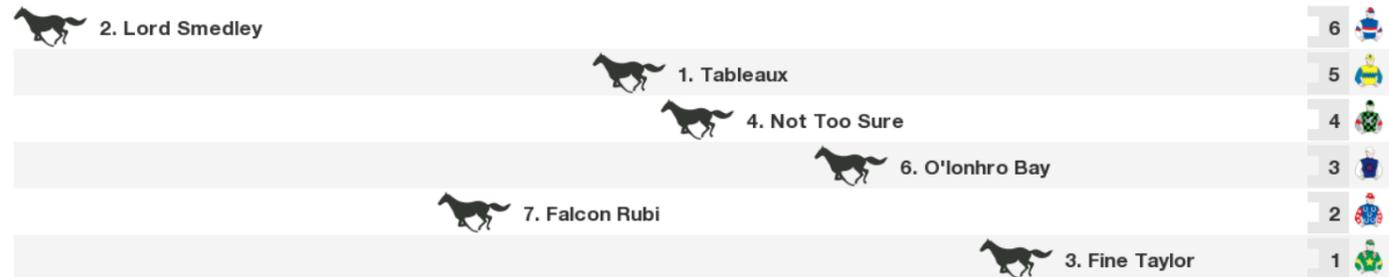 2. Lord Smedley 6
1. Tableaux 5
4. Not Too Sure 4
6. O'lonhro Bay 3
7. Falcon Rubi 2
3. Fine Taylor 1